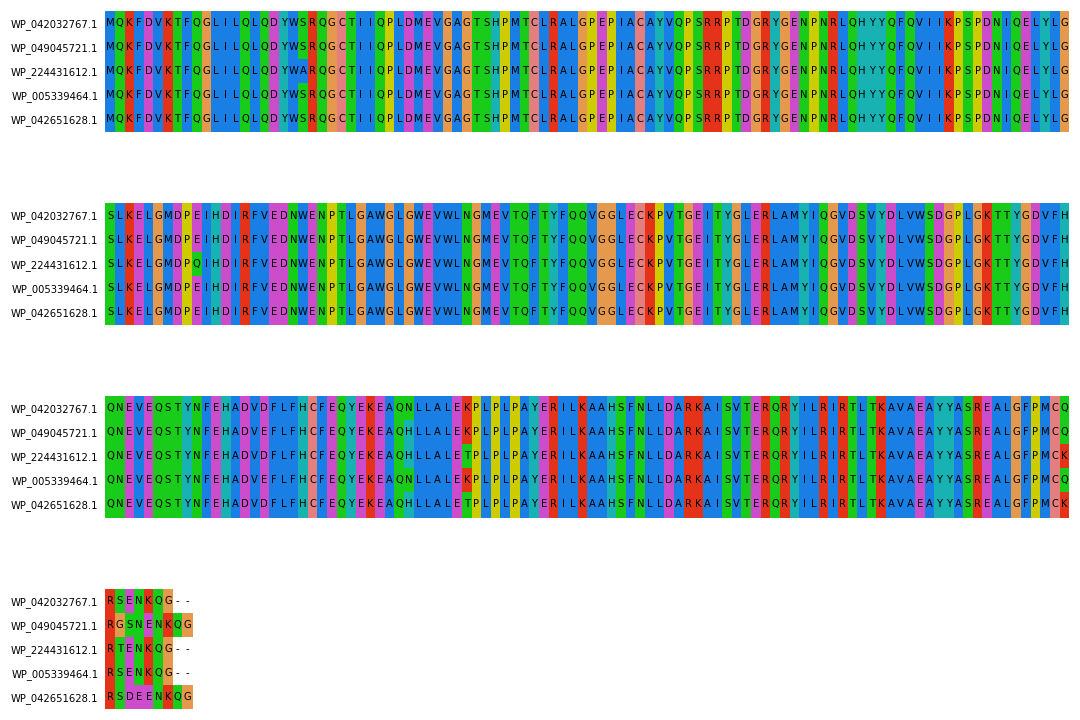 WP_042032767.1 MQKFDVKTFQGLILQLQDYWSRQGCTIIQPLDMEVGAGTSHPMTCLRALGPEPIACAYVQPSRRPTDGRYGENPNRLQHYYQFQVIIKPSPDNIQELYLG
WP_049045721.1 MQKFDVKTFQGLILQLQDYWSRQGCTIIQPLDMEVGAGTSHPMTCLRALGPEPIACAYVQPSRRPTDGRYGENPNRLQHYYQFQVIIKPSPDNIQELYLG
WP_224431612.1 MQKFDVKTFQGLILQLQDYWARQGCTIIQPLDMEVGAGTSHPMTCLRALGPEPIACAYVQPSRRPTDGRYGENPNRLQHYYQFQVIIKPSPDNIQELYLG
WP_005339464.1 MQKFDVKTFQGLILQLQDYWSRQGCTIIQPLDMEVGAGTSHPMTCLRALGPEPIACAYVQPSRRPTDGRYGENPNRLQHYYQFQVIIKPSPDNIQELYLG
WP_042651628.1 MQKFDVKTFQGLILQLQDYWSRQGCTIIQPLDMEVGAGTSHPMTCLRALGPEPIACAYVQPSRRPTDGRYGENPNRLQHYYQFQVIIKPSPDNIQELYLG
WP_042032767.1 SLKELGMDPEIHDIRFVEDNWENPTLGAWGLGWEVWLNGMEVTQFTYFQQVGGLECKPVTGEITYGLERLAMYIQGVDSVYDLVWSDGPLGKTTYGDVFH
WP_049045721.1 SLKELGMDPEIHDIRFVEDNWENPTLGAWGLGWEVWLNGMEVTQFTYFQQVGGLECKPVTGEITYGLERLAMYIQGVDSVYDLVWSDGPLGKTTYGDVFH
WP_224431612.1 SLKELGMDPQIHDIRFVEDNWENPTLGAWGLGWEVWLNGMEVTQFTYFQQVGGLECKPVTGEITYGLERLAMYIQGVDSVYDLVWSDGPLGKTTYGDVFH
WP_005339464.1 SLKELGMDPEIHDIRFVEDNWENPTLGAWGLGWEVWLNGMEVTQFTYFQQVGGLECKPVTGEITYGLERLAMYIQGVDSVYDLVWSDGPLGKTTYGDVFH
WP_042651628.1 SLKELGMDPEIHDIRFVEDNWENPTLGAWGLGWEVWLNGMEVTQFTYFQQVGGLECKPVTGEITYGLERLAMYIQGVDSVYDLVWSDGPLGKTTYGDVFH
WP_042032767.1 QNEVEQSTYNFEHADVDFLFHCFEQYEKEAQNLLALEKPLPLPAYERILKAAHSFNLLDARKAISVTERQRYILRIRTLTKAVAEAYYASREALGFPMCQ
WP_049045721.1 QNEVEQSTYNFEHADVEFLFHCFEQYEKEAQHLLALEKPLPLPAYERILKAAHSFNLLDARKAISVTERQRYILRIRTLTKAVAEAYYASREALGFPMCQ
WP_224431612.1 QNEVEQSTYNFEHADVDFLFHCFEQYEKEAQHLLALETPLPLPAYERILKAAHSFNLLDARKAISVTERQRYILRIRTLTKAVAEAYYASREALGFPMCK
WP_005339464.1 QNEVEQSTYNFEHADVEFLFHCFEQYEKEAQNLLALEKPLPLPAYERILKAAHSFNLLDARKAISVTERQRYILRIRTLTKAVAEAYYASREALGFPMCQ
WP_042651628.1 QNEVEQSTYNFEHADVDFLFHCFEQYEKEAQHLLALETPLPLPAYERILKAAHSFNLLDARKAISVTERQRYILRIRTLTKAVAEAYYASREALGFPMCK
WP_042032767.1 RSENKQG--
WP_049045721.1 RGSNENKQG
WP_224431612.1 RTENKQG--
WP_005339464.1 RSENKQG--
WP_042651628.1 RSDEENKQG